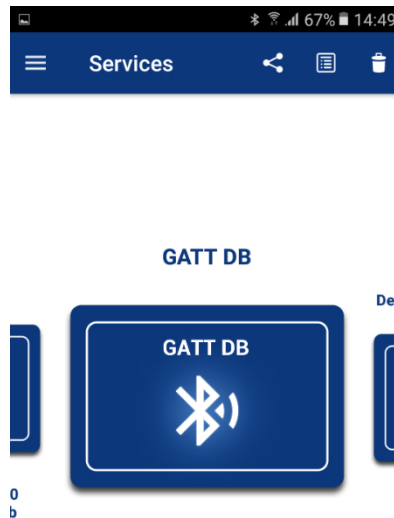 67% 14:49
Services
GATT DB
De
GATT DB
0
b